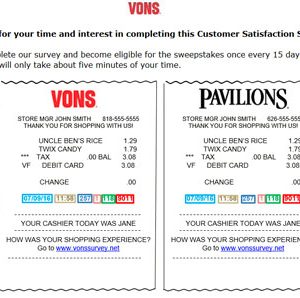 VONS
for your time and interest in completing this Customer Satisfaction S
plete our survey and become eligible for the sweepstakes once every 15 day
will only take about five minutes of your time.
VONS.
STORE MGR JOHN SMITH 818-555-5555
THANK YOU FOR SHOPPING WITH US!
UNCLE BEN'S RICE 1.29
TWIX CANDY 1.79
*** TAX .00 BAL 3.08
VF DEBIT CARD 3.08
CHANGE .00
07/09/16 11:58 257 1 118 8011
YOUR CASHIER TODAY WAS JANE
HOW WAS YOUR SHOPPING EXPERIENCE?
Go to www.vonssurvey.net
PAVILIONS.
STORE MGR JOHN SMITH 626-555-555
THANK YOU FOR SHOPPING WITH US!
UNCLE BEN'S RICE 1.29
TWIX CANDY 1.79
*** TAX .00 BAL 3.08
VF DEBIT CARD 3.08
CHANGE .00
07/09/16 11:58 257 1 118 8011
YOUR CASHIER TODAY WAS JANE
HOW WAS YOUR SHOPPING EXPERIENCE?
Go to www.vonssurvey.net